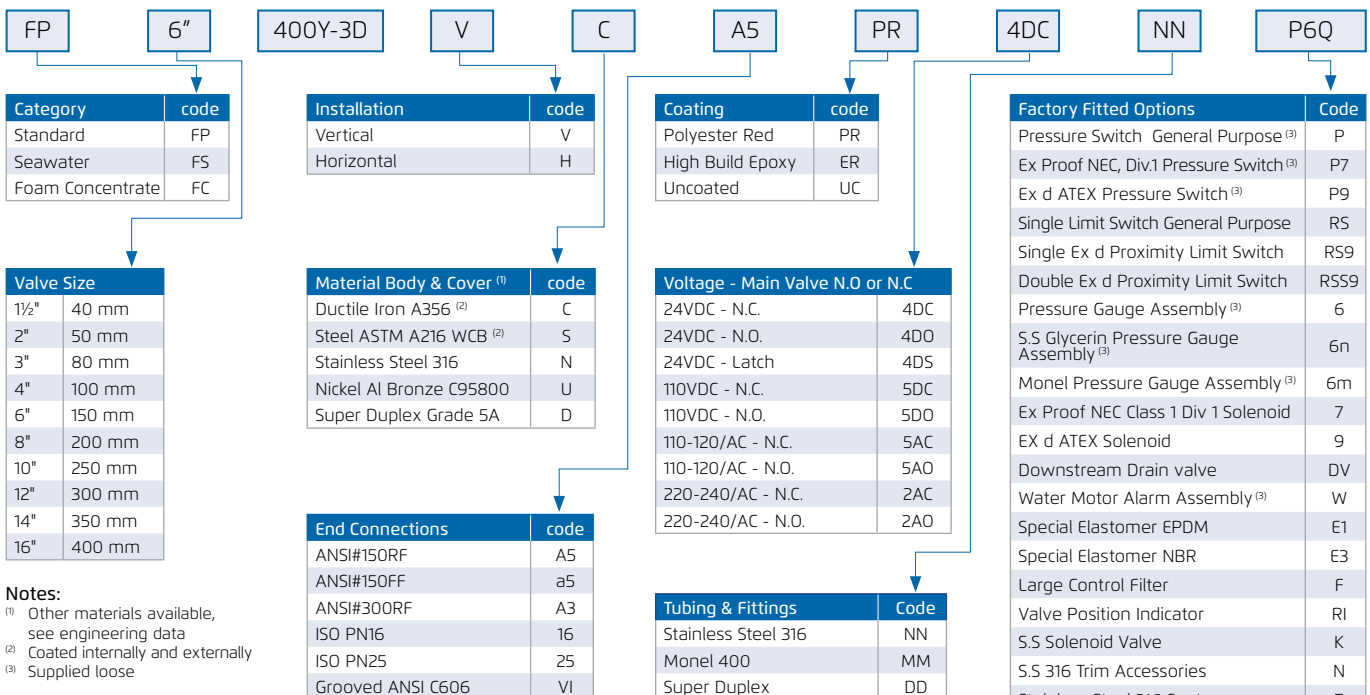 FP 6" 400Y-3D V C A5 PR 4DC NN P6Q
Category code
Standard FP
Seawater FS
Foam Concentrate FC
Valve Size
1½" 40 mm
2" 50 mm
3" 80 mm
4" 100 mm
6" 150 mm
8" 200 mm
10" 250 mm
12" 300 mm
14" 350 mm
16" 400 mm
Notes:
(1) Other materials available,
see engineering data
(2) Coated internally and externally
(3) Supplied loose
Installation code
Vertical V
Horizontal H
Material Body & Cover (1) code
Ductile Iron A356 (2) C
Steel ASTM A216 WCB (2) S
Stainless Steel 316 N
Nickel Al Bronze C95800 U
Super Duplex Grade 5A D
End Connections code
ANSI#150RF A5
ANSI#150FF a5
ANSI#300RF A3
ISO PN16 16
ISO PN25 25
Grooved ANSI C606 VI
Coating code
Polyester Red PR
High Build Epoxy ER
Uncoated UC
Voltage - Main Valve N.O or N.C
24VDC - N.C. 4DC
24VDC - N.O. 4DO
24VDC - Latch 4DS
110VDC - N.C. 5DC
110VDC - N.O. 5DO
110-120/AC - N.C. 5AC
110-120/AC - N.O. 5AO
220-240/AC - N.C. 2AC
220-240/AC - N.O. 2AO
Tubing & Fittings Code
Stainless Steel 316 NN
Monel 400 MM
Super Duplex DD
Factory Fitted Options Code
Pressure Switch General Purpose (3) P
Ex Proof NEC, Div.1 Pressure Switch (3) P7
Ex d ATEX Pressure Switch (3) P9
Single Limit Switch General Purpose RS
Single Ex d Proximity Limit Switch RS9
Double Ex d Proximity Limit Switch RSS9
Pressure Gauge Assembly (3) 6
S.S Glycerin Pressure Gauge
Assembly (3) 6n
Monel Pressure Gauge Assembly (3) 6m
Ex Proof NEC Class 1 Div 1 Solenoid 7
EX d ATEX Solenoid 9
Downstream Drain valve DV
Water Motor Alarm Assembly (3) W
Special Elastomer EPDM E1
Special Elastomer NBR E3
Large Control Filter F
Valve Position Indicator RI
S.S Solenoid Valve K
S.S 316 Trim Accessories N